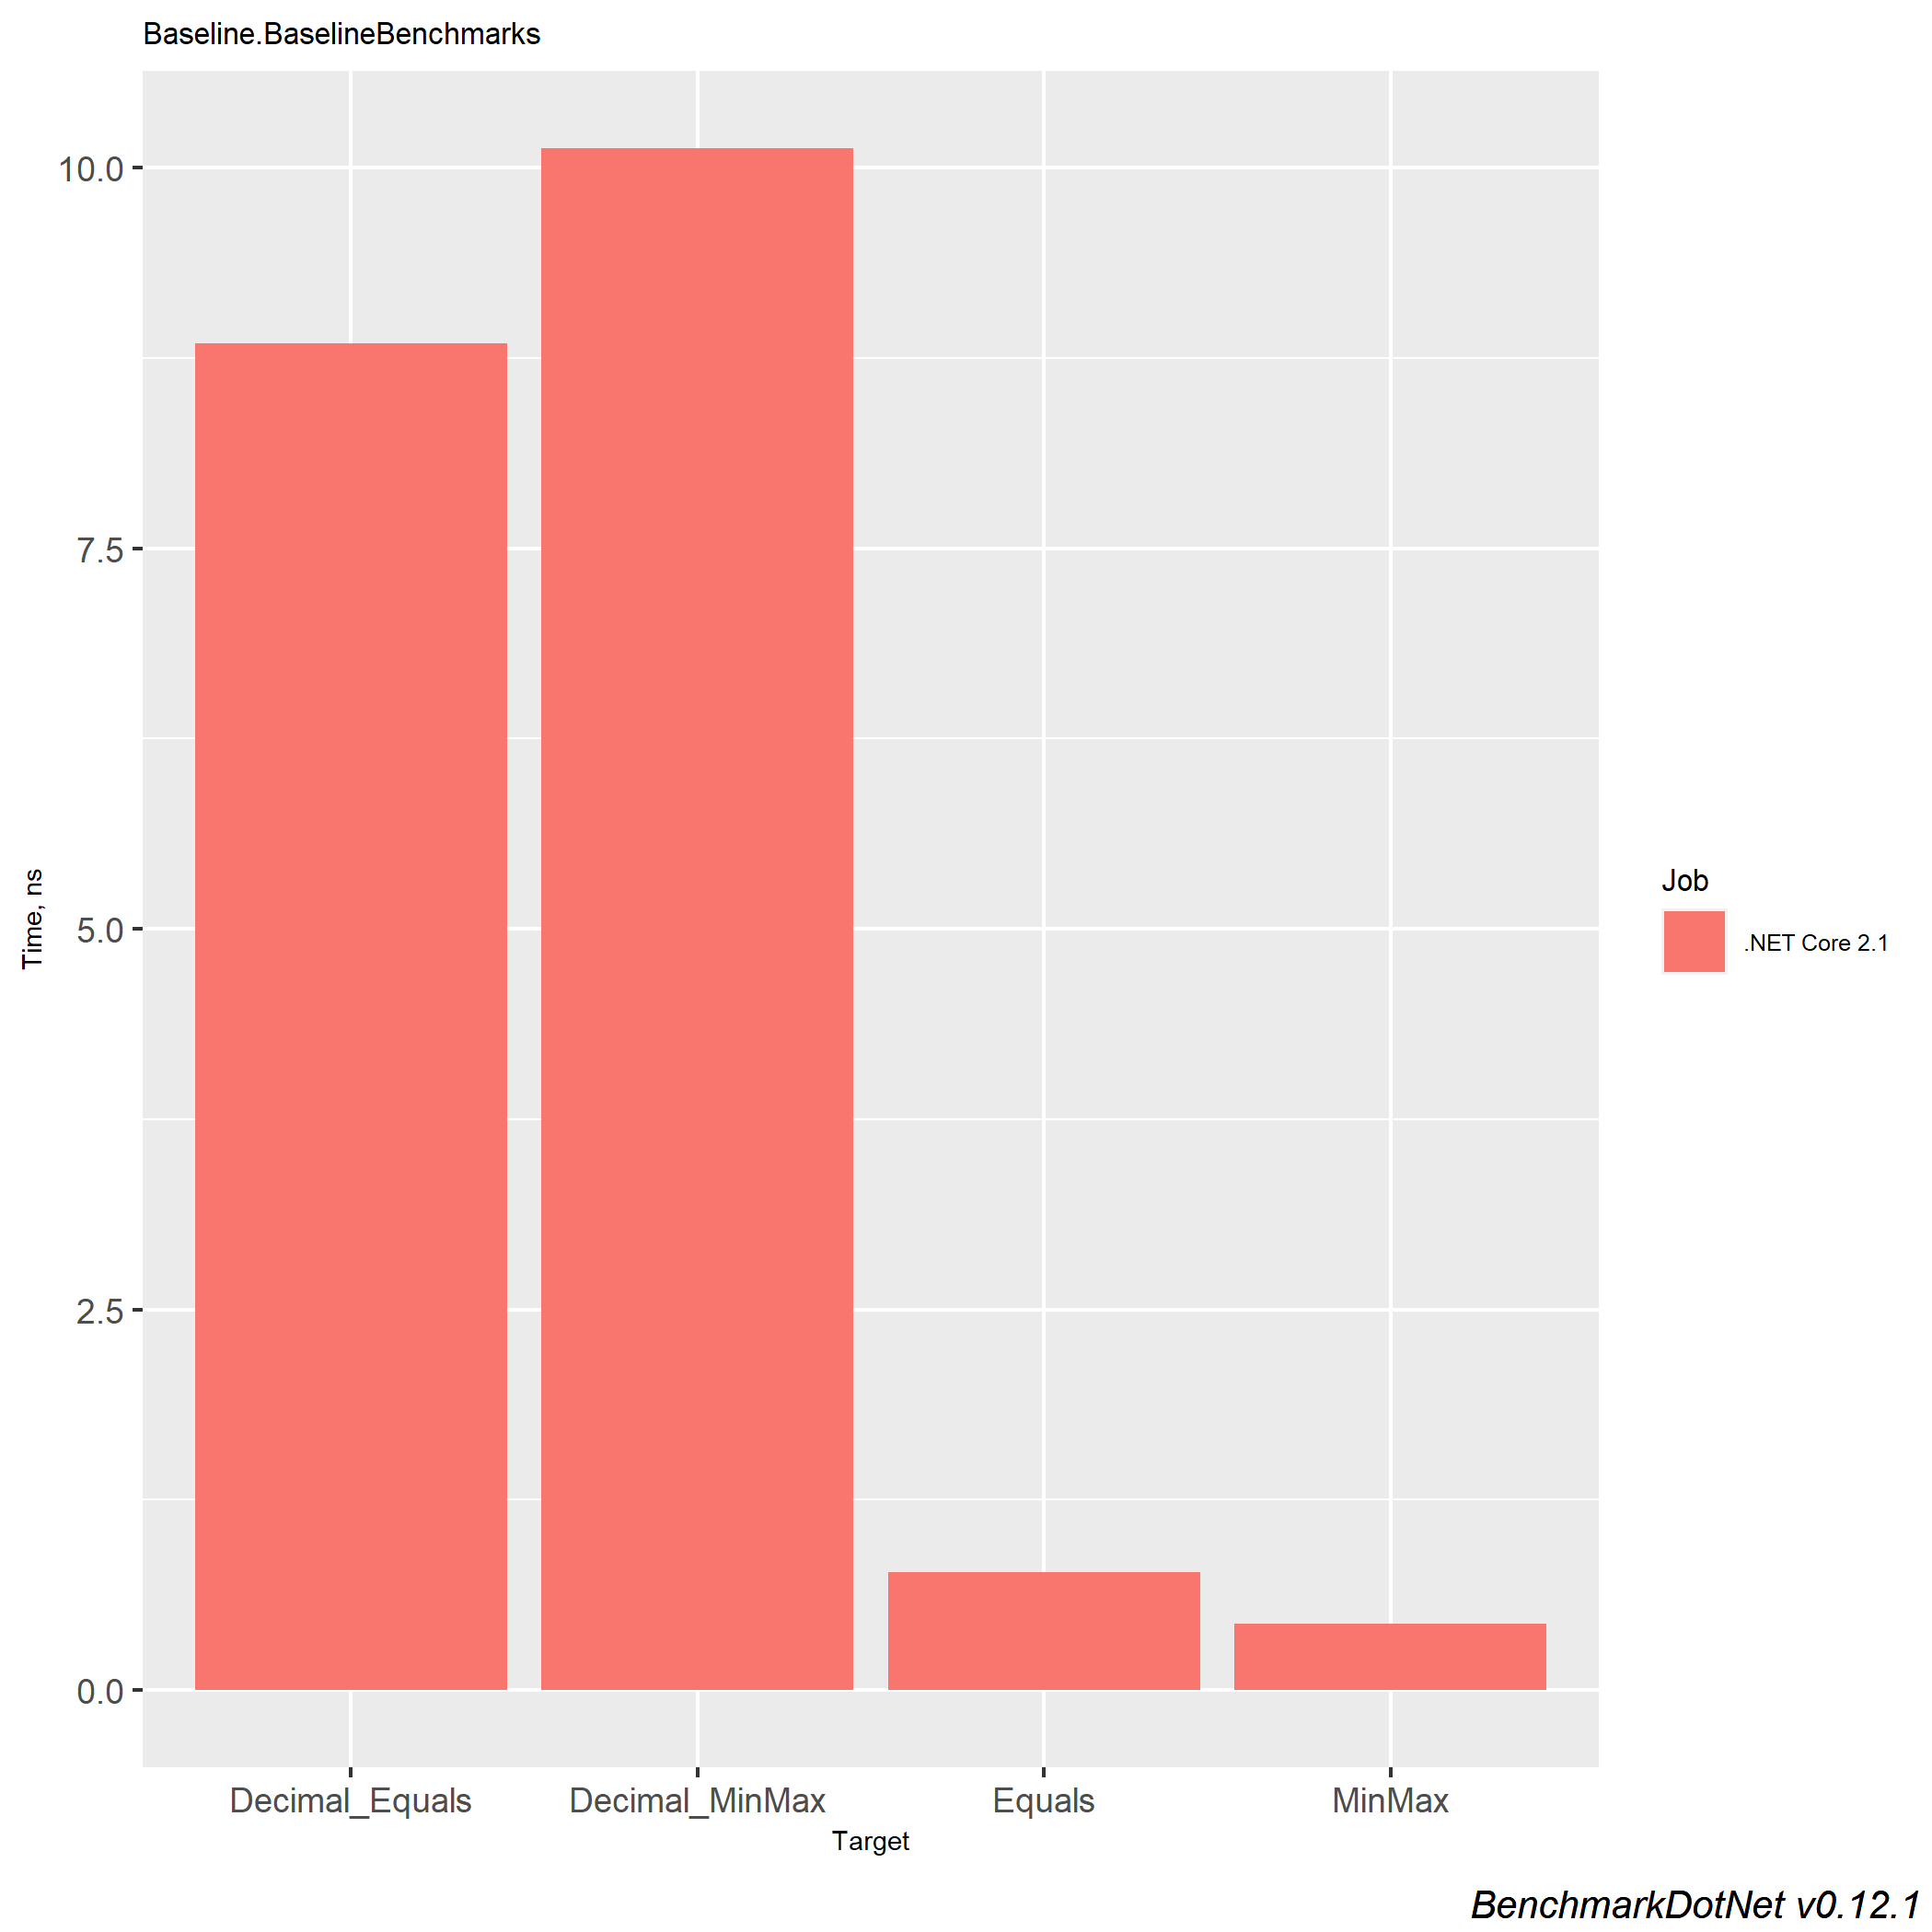 Baseline.BaselineBenchmarks
10.0
7.5
5.0
2.5
0.0
Time, ns
Decimal_Equals Decimal_MinMax Equals MinMax
Target
Job
.NET Core 2.1
BenchmarkDotNet v0.12.1